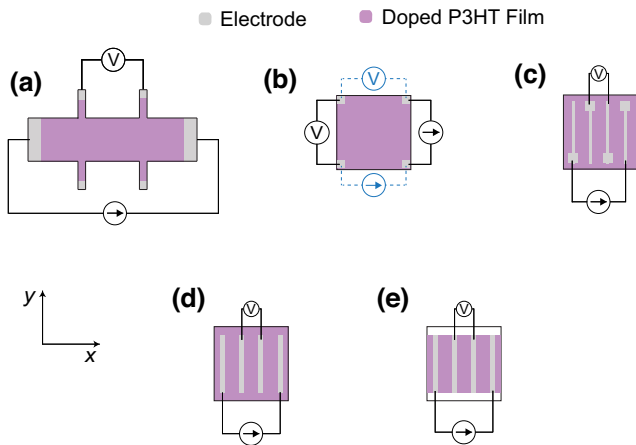 Electrode Doped P3HT Film
(a) V
(b) V V
(c) V
(d) V
(e) V
y
x